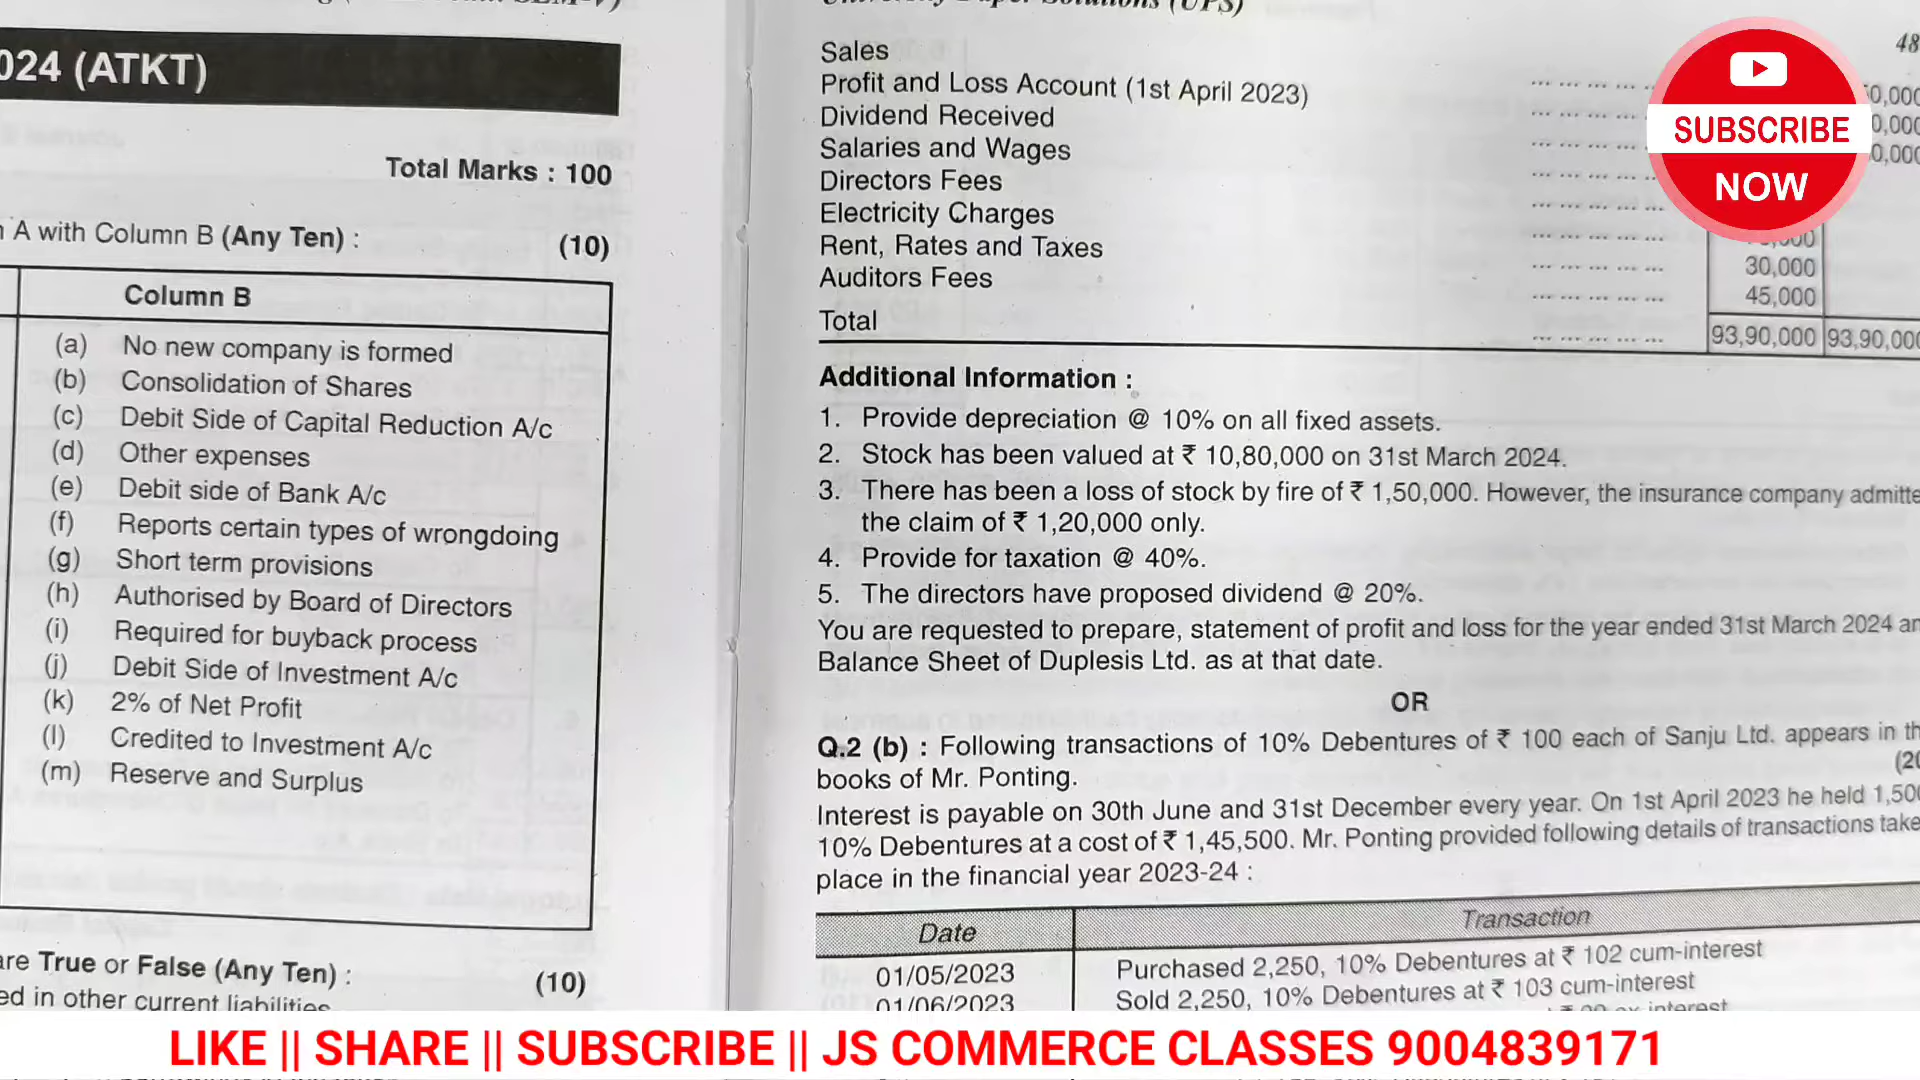 024 (ATKT)
Total Marks : 100
A with Column B (Any Ten) : (10)
Column B
(a) No new company is formed
(b) Consolidation of Shares
(c) Debit Side of Capital Reduction A/c
(d) Other expenses
(e) Debit side of Bank A/c
(f) Reports certain types of wrongdoing
(g) Short term provisions
(h) Authorised by Board of Directors
(i) Required for buyback process
(j) Debit Side of Investment A/c
(k) 2% of Net Profit
(l) Credited to Investment A/c
(m) Reserve and Surplus
are True or False (Any Ten) : (10)
ed in other current liabilities
(UPS)
48
Sales
Profit and Loss Account (1st April 2023)
Dividend Received
Salaries and Wages
Directors Fees
Electricity Charges
Rent, Rates and Taxes
Auditors Fees
0,000
0,000
0,000
30,000
45,000
Total 93,90,000 93,90,000
Additional Information :
1. Provide depreciation @ 10% on all fixed assets.
2. Stock has been valued at ₹ 10,80,000 on 31st March 2024.
3. There has been a loss of stock by fire of ₹ 1,50,000. However, the insurance company admitte
the claim of ₹ 1,20,000 only.
4. Provide for taxation @ 40%.
5. The directors have proposed dividend @ 20%.
You are requested to prepare, statement of profit and loss for the year ended 31st March 2024 an
Balance Sheet of Duplesis Ltd. as at that date.
OR
Q.2 (b) : Following transactions of 10% Debentures of ₹ 100 each of Sanju Ltd. appears in th
books of Mr. Ponting. (20
Interest is payable on 30th June and 31st December every year. On 1st April 2023 he held 1,500
10% Debentures at a cost of ₹ 1,45,500. Mr. Ponting provided following details of transactions take
place in the financial year 2023-24 :
Date Transaction
01/05/2023 Purchased 2,250, 10% Debentures at ₹ 102 cum-interest
01/06/2023 Sold 2,250, 10% Debentures at ₹ 103 cum-interest
SUBSCRIBE
NOW
LIKE || SHARE || SUBSCRIBE || JS COMMERCE CLASSES 9004839171